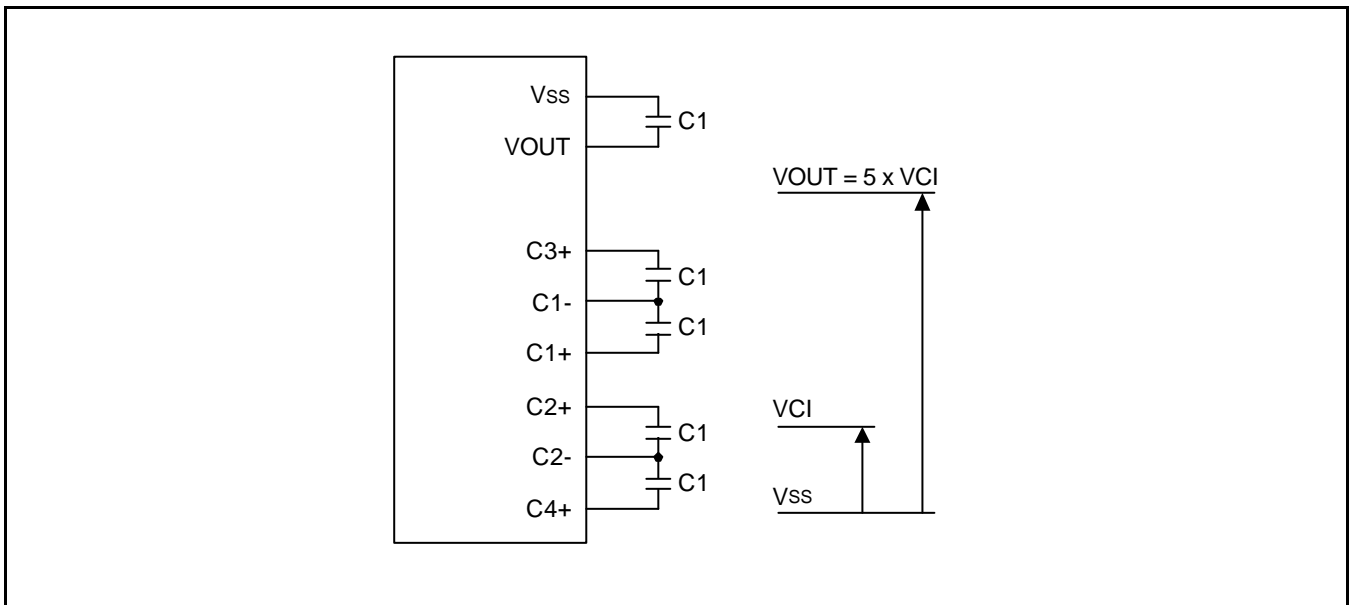 Vss
C1
VOUT
VOUT = 5 x VCI
C3+
C1
C1-
C1
C1+
C2+
VCI
C1
C2-
C1
Vss
C4+